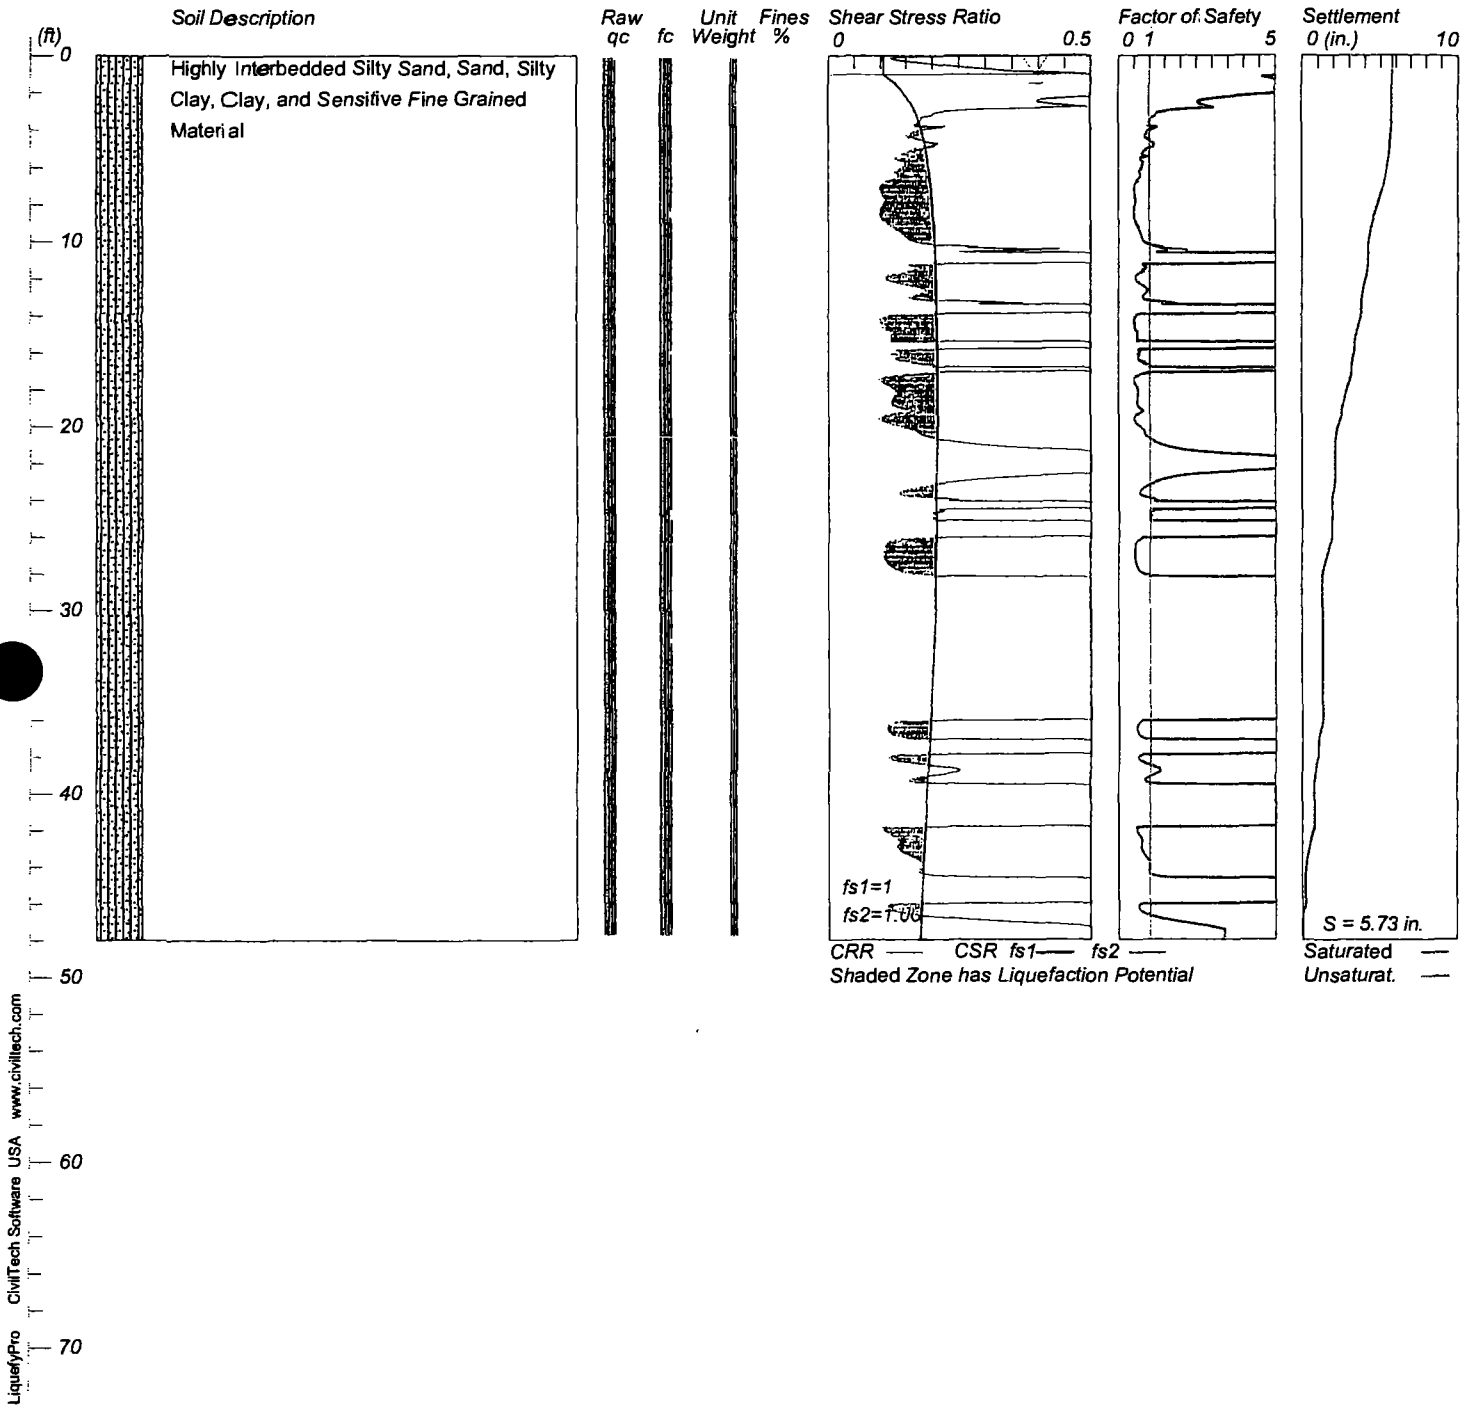 Soil Description
Raw qc
fc
Unit Weight
Fines %
Shear Stress Ratio
Factor of Safety
Settlement
(ft)
0 0.5
0 1 5
0 (in.) 10
0
Highly Interbedded Silty Sand, Sand, Silty
Clay, Clay, and Sensitive Fine Grained
Material
10
20
30
40
50
60
70
fs1=1
fs2=1.00
S = 5.73 in.
CRR CSR fs1 fs2
Shaded Zone has Liquefaction Potential
Saturated
Unsaturat.
LiquefyPro CivilTech Software USA www.civiltech.com